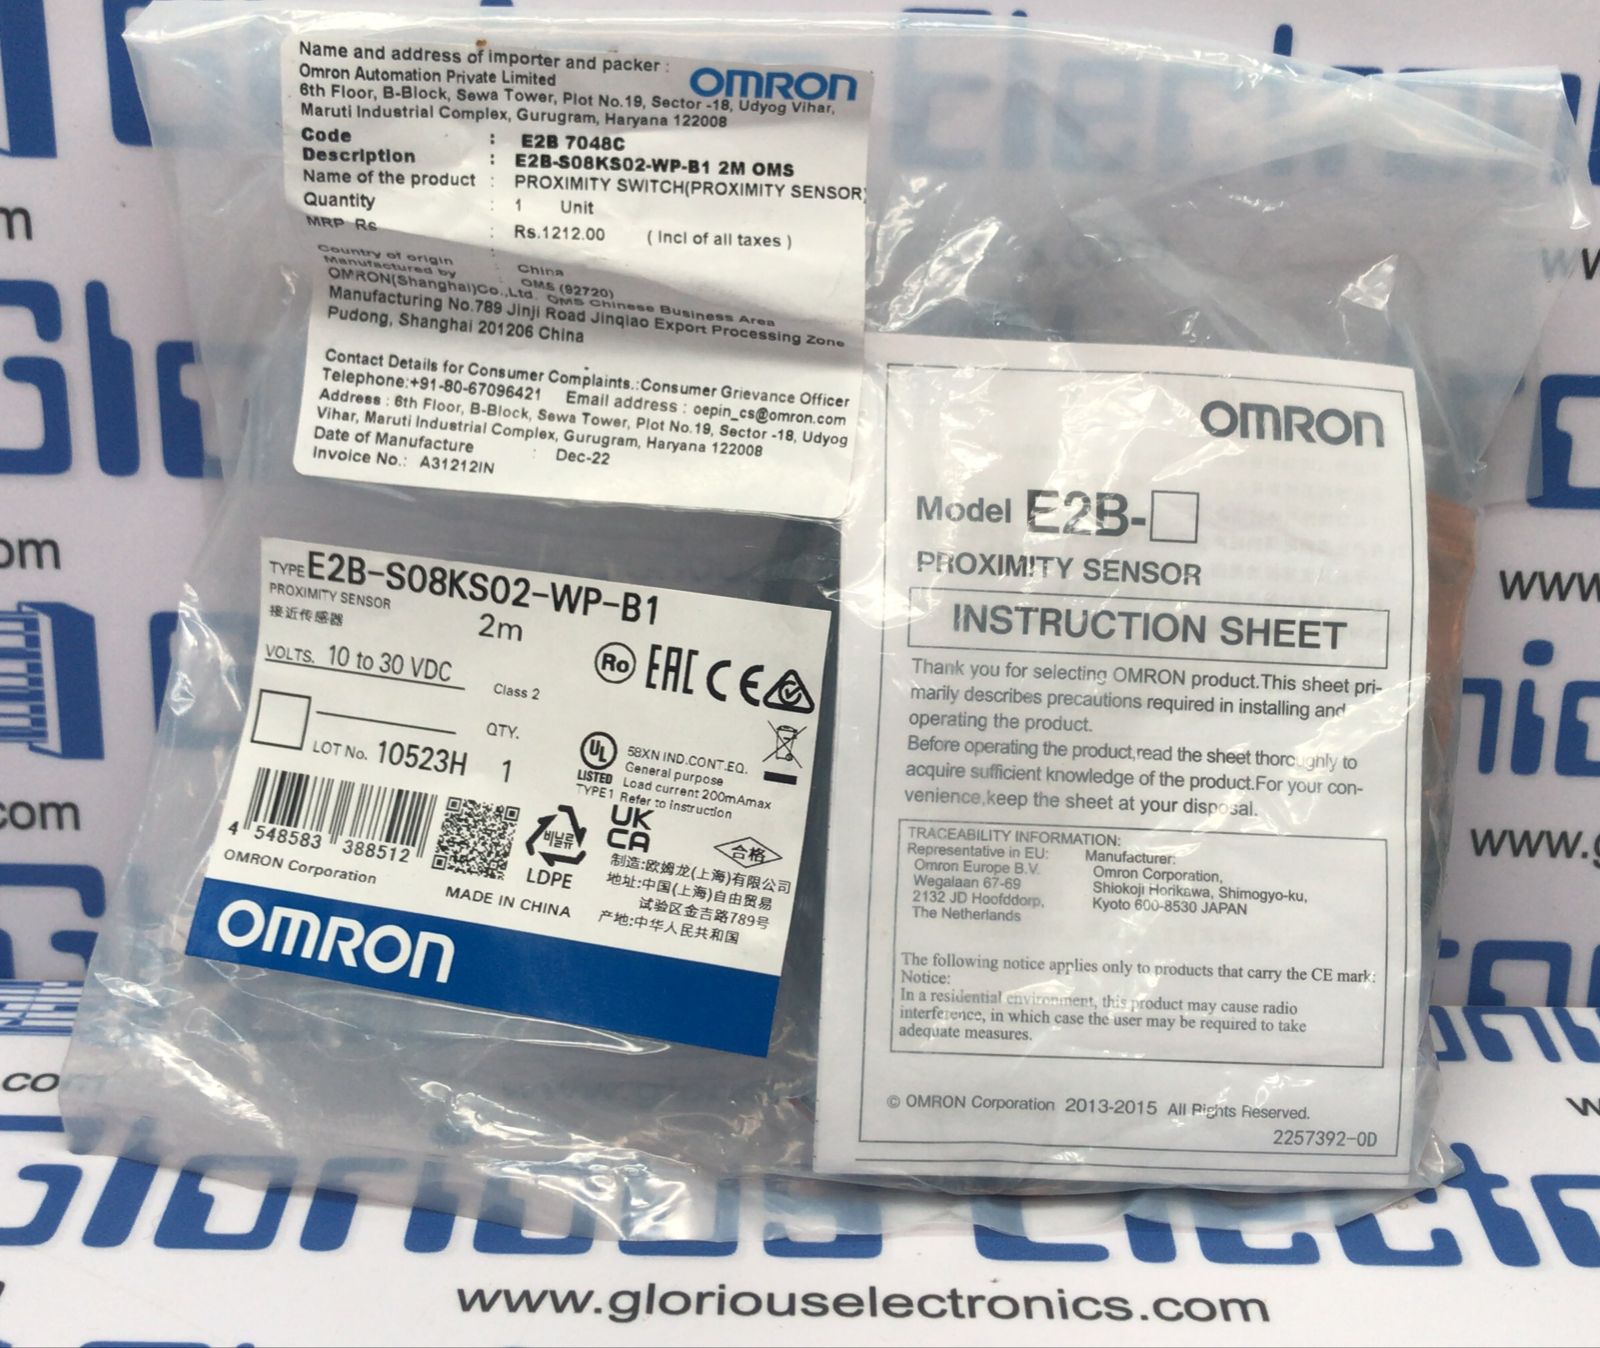 Name and address of importer and packer :
OMRON
Omron Automation Private Limited
6th Floor, B-Block, Sewa Tower, Plot No.19, Sector -18, Udyog Vihar,
Maruti Industrial Complex, Gurugram, Haryana 122008
Code : E2B 7048C
Description : E2B-S08KS02-WP-B1 2M OMS
Name of the product : PROXIMITY SWITCH(PROXIMITY SENSOR)
Quantity : 1 Unit
MRP Rs : Rs.1212.00 ( Incl of all taxes )
Country of origin : China
Manufactured by : OMS (92720)
OMRON(Shanghai)Co.,Ltd. OMS Chinese Business Area
Manufacturing No.789 Jinji Road Jinqiao Export Processing Zone
Pudong, Shanghai 201206 China
Contact Details for Consumer Complaints.:Consumer Grievance Officer
Telephone:+91-80-67096421 Email address : oepin_cs@omron.com
Address : 6th Floor, B-Block, Sewa Tower, Plot No.19, Sector -18, Udyog
Vihar, Maruti Industrial Complex, Gurugram, Haryana 122008
Date of Manufacture : Dec-22
Invoice No.: A31212IN
TYPE E2B-S08KS02-WP-B1
PROXIMITY SENSOR
接近传感器
2m
VOLTS. 10 to 30 VDC
Class 2
Ro EAC CE
QTY.
LOT No. 10523H 1
UL
LISTED
TYPE1
58XN IND.CONT.EQ.
General purpose
Load current 200mAmax
Refer to instruction
4 548583 388512
비닐류
LDPE
UK
CA
合格
OMRON Corporation
MADE IN CHINA
制造:欧姆龙(上海)有限公司
地址:中国(上海)自由贸易
试验区金吉路789号
产地:中华人民共和国
OMRON
OMRON
Model E2B-□
PROXIMITY SENSOR
INSTRUCTION SHEET
Thank you for selecting OMRON product.This sheet pri-
marily describes precautions required in installing and
operating the product.
Before operating the product,read the sheet thoroughly to
acquire sufficient knowledge of the product.For your con-
venience,keep the sheet at your disposal.
TRACEABILITY INFORMATION:
Representative in EU:
Omron Europe B.V.
Wegalaan 67-69
2132 JD Hoofddorp,
The Netherlands
Manufacturer:
Omron Corporation,
Shiokoji Horikawa, Shimogyo-ku,
Kyoto 600-8530 JAPAN
The following notice applies only to products that carry the CE mark:
Notice:
In a residential environment, this product may cause radio
interference, in which case the user may be required to take
adequate measures.
© OMRON Corporation 2013-2015 All Rights Reserved.
2257392-0D
Glorious Electro
www.gloriouselectronics.com